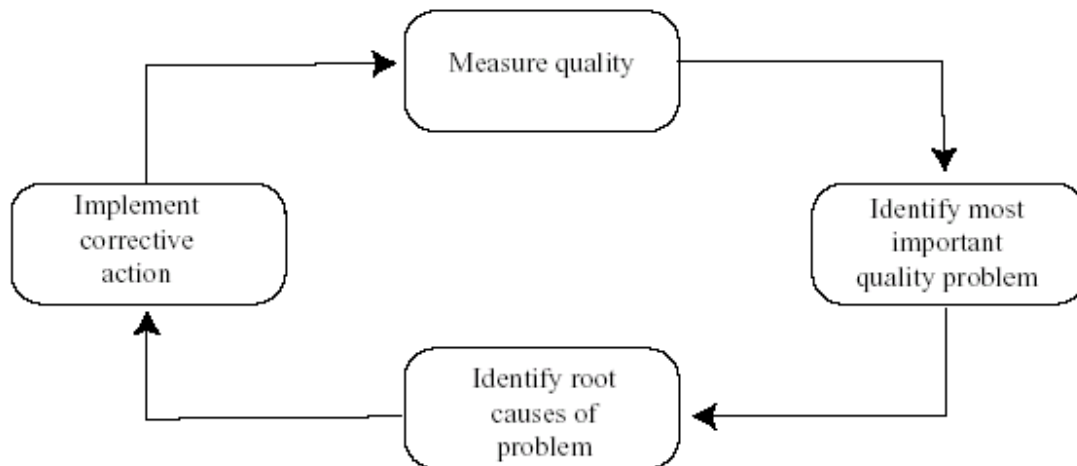 Measure quality
Implement
corrective
action
Identify most
important
quality problem
Identify root
causes of
problem